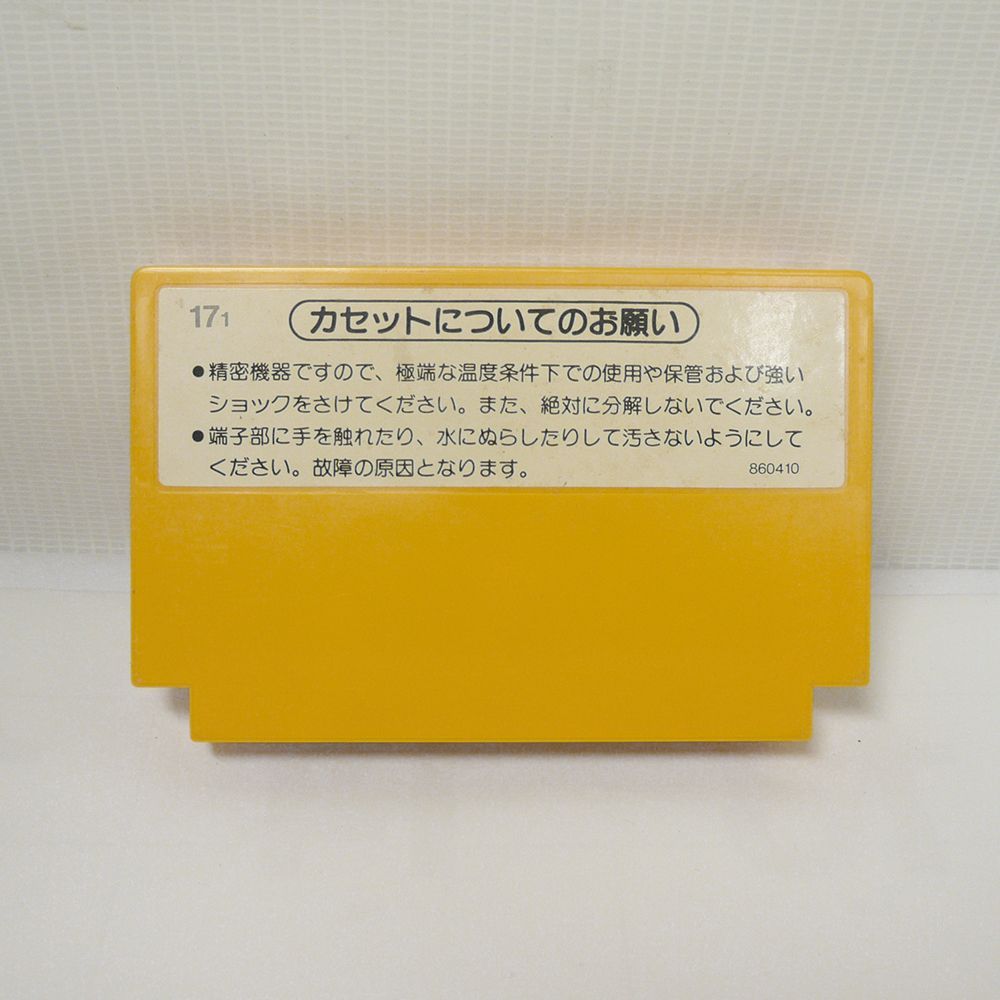 17₁
カセットについてのお願い
●精密機器ですので、極端な温度条件下での使用や保管および強い
ショックをさけてください。また、絶対に分解しないでください。
●端子部に手を触れたり、水にぬらしたりして汚さないようにして
ください。故障の原因となります。
860410